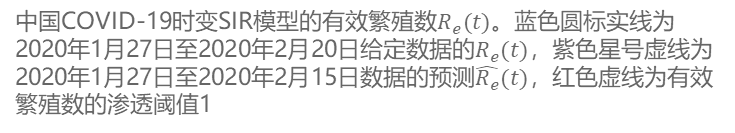 中国COVID-19时变SIR模型的有效繁殖数𝑅ₑ(𝑡)。蓝色圆标实线为
2020年1月27日至2020年2月20日给定数据的𝑅ₑ(𝑡)，紫色星号虚线为
2020年1月27日至2020年2月15日数据的预测𝑅̂ₑ(𝑡)，红色虚线为有效
繁殖数的渗透阈值1